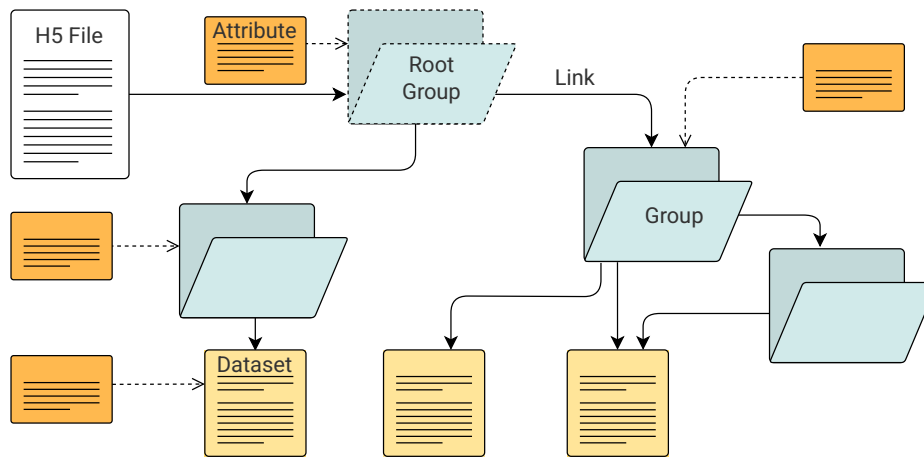 H5 File
Attribute
Root
Group
Link
Group
Dataset